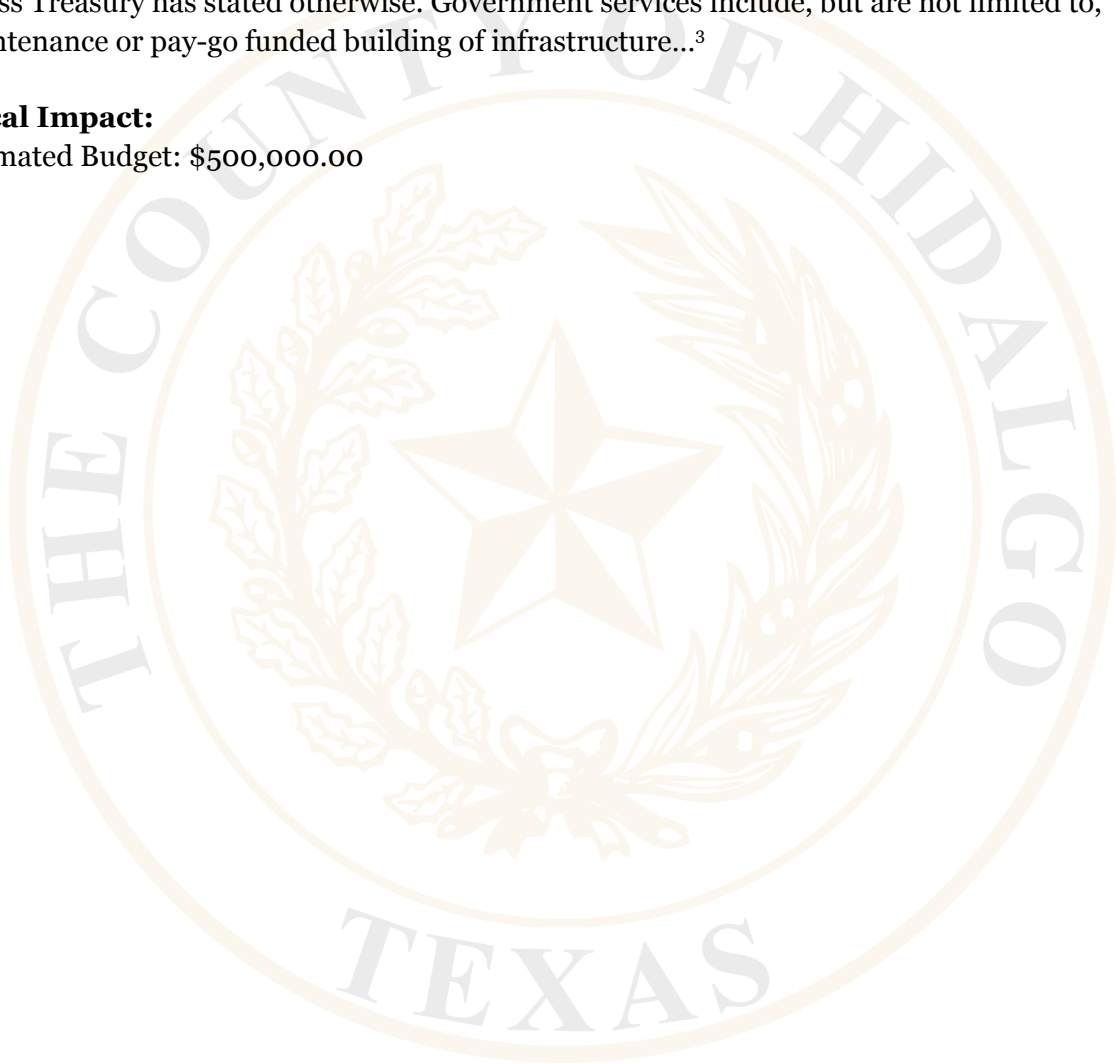 ss Treasury has stated otherwise. Government services include, but are not limited to,
ntenance or pay-go funded building of infrastructure...³
cal Impact:
mated Budget: $500,000.00
THE COUNTY OF HIDALGO
TEXAS